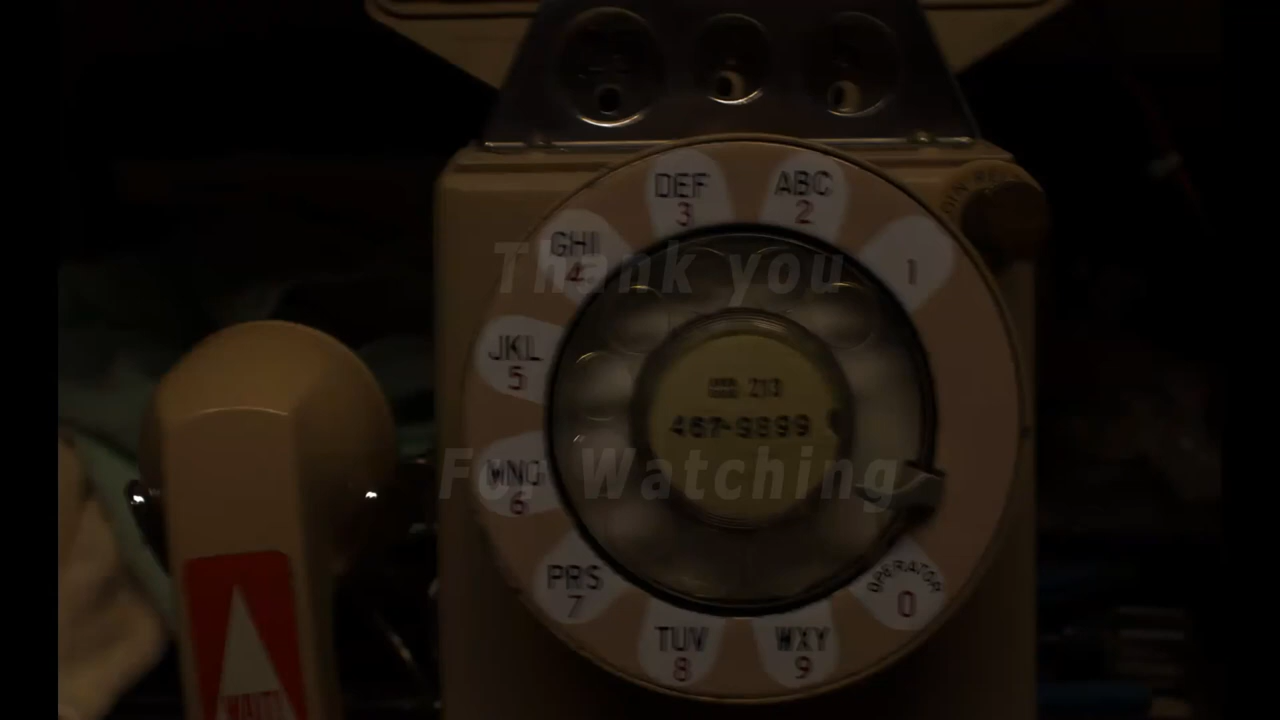 ABC
2
DEF
3
1
GHI
4
Thank you
JKL
5
213
467-9899
MNO
6
For Watching
PRS
7
OPERATOR
0
TUV
8
WXY
9